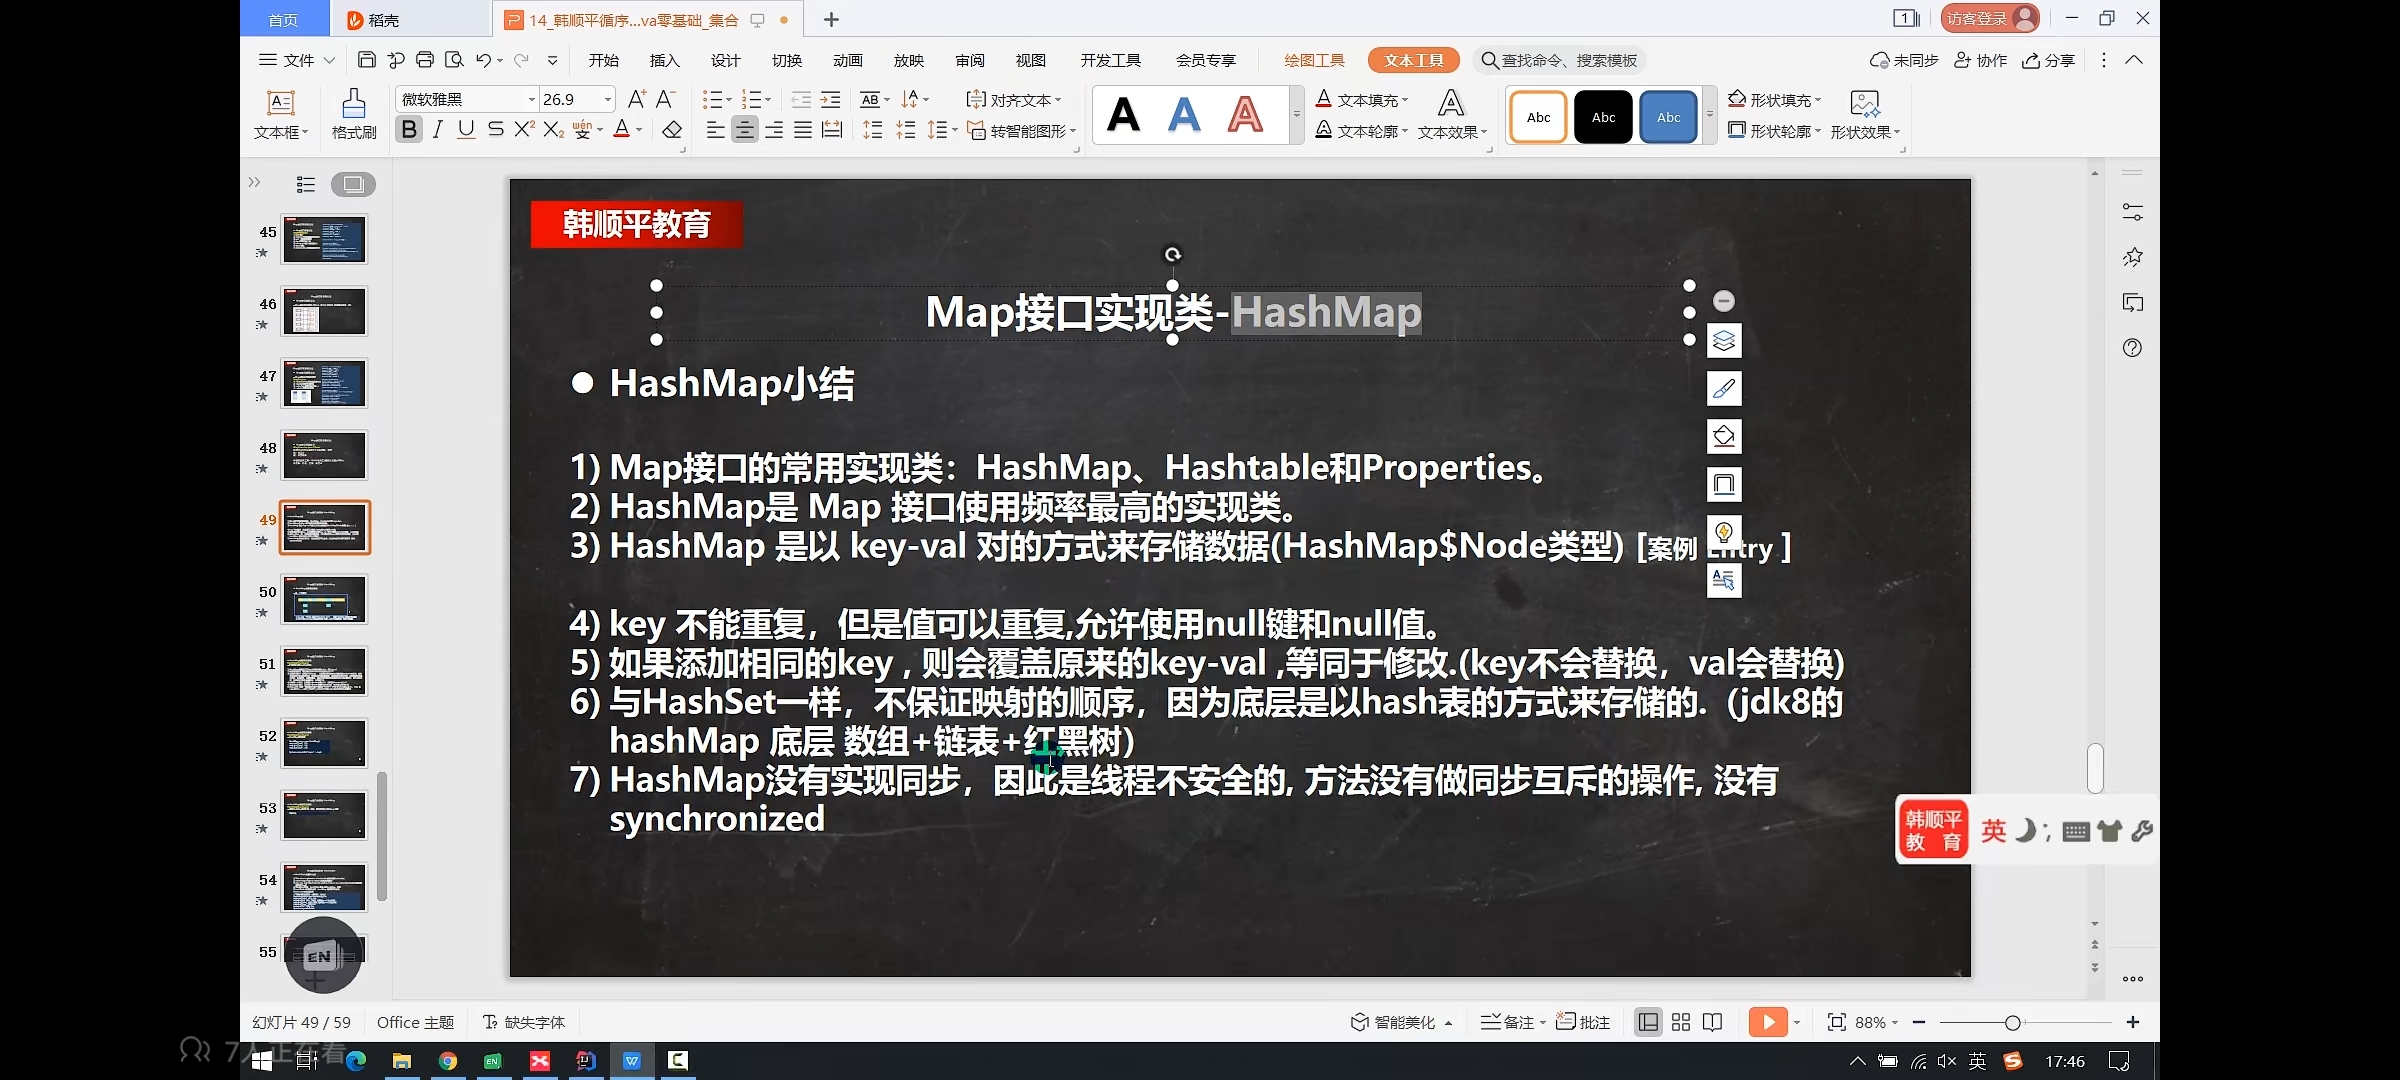 首页
稻壳
14_韩顺平循序...va零基础_集合
访客登录
文件
开始
插入
设计
切换
动画
放映
审阅
视图
开发工具
会员专享
绘图工具
文本工具
查找命令、搜索模板
未同步
协作
分享
文本框
格式刷
微软雅黑
26.9
对齐文本
转智能图形
文本填充
文本轮廓
文本效果
Abc
Abc
Abc
形状填充
形状轮廓
形状效果
45
46
47
48
49
50
51
52
53
54
55
韩顺平教育
Map接口实现类-HashMap
● HashMap小结
1) Map接口的常用实现类：HashMap、Hashtable和Properties。
2) HashMap是 Map 接口使用频率最高的实现类。
3) HashMap 是以 key-val 对的方式来存储数据(HashMap$Node类型) [案例 Entry ]
4) key 不能重复，但是值可以重复,允许使用null键和null值。
5) 如果添加相同的key , 则会覆盖原来的key-val ,等同于修改.(key不会替换，val会替换)
6) 与HashSet一样，不保证映射的顺序，因为底层是以hash表的方式来存储的.（jdk8的
hashMap 底层 数组+链表+红黑树）
7) HashMap没有实现同步，因此是线程不安全的, 方法没有做同步互斥的操作, 没有
synchronized
韩顺平
教 育
英
EN
幻灯片 49 / 59
Office 主题
缺失字体
智能美化
备注
批注
88%
7人正在看
英
17:46